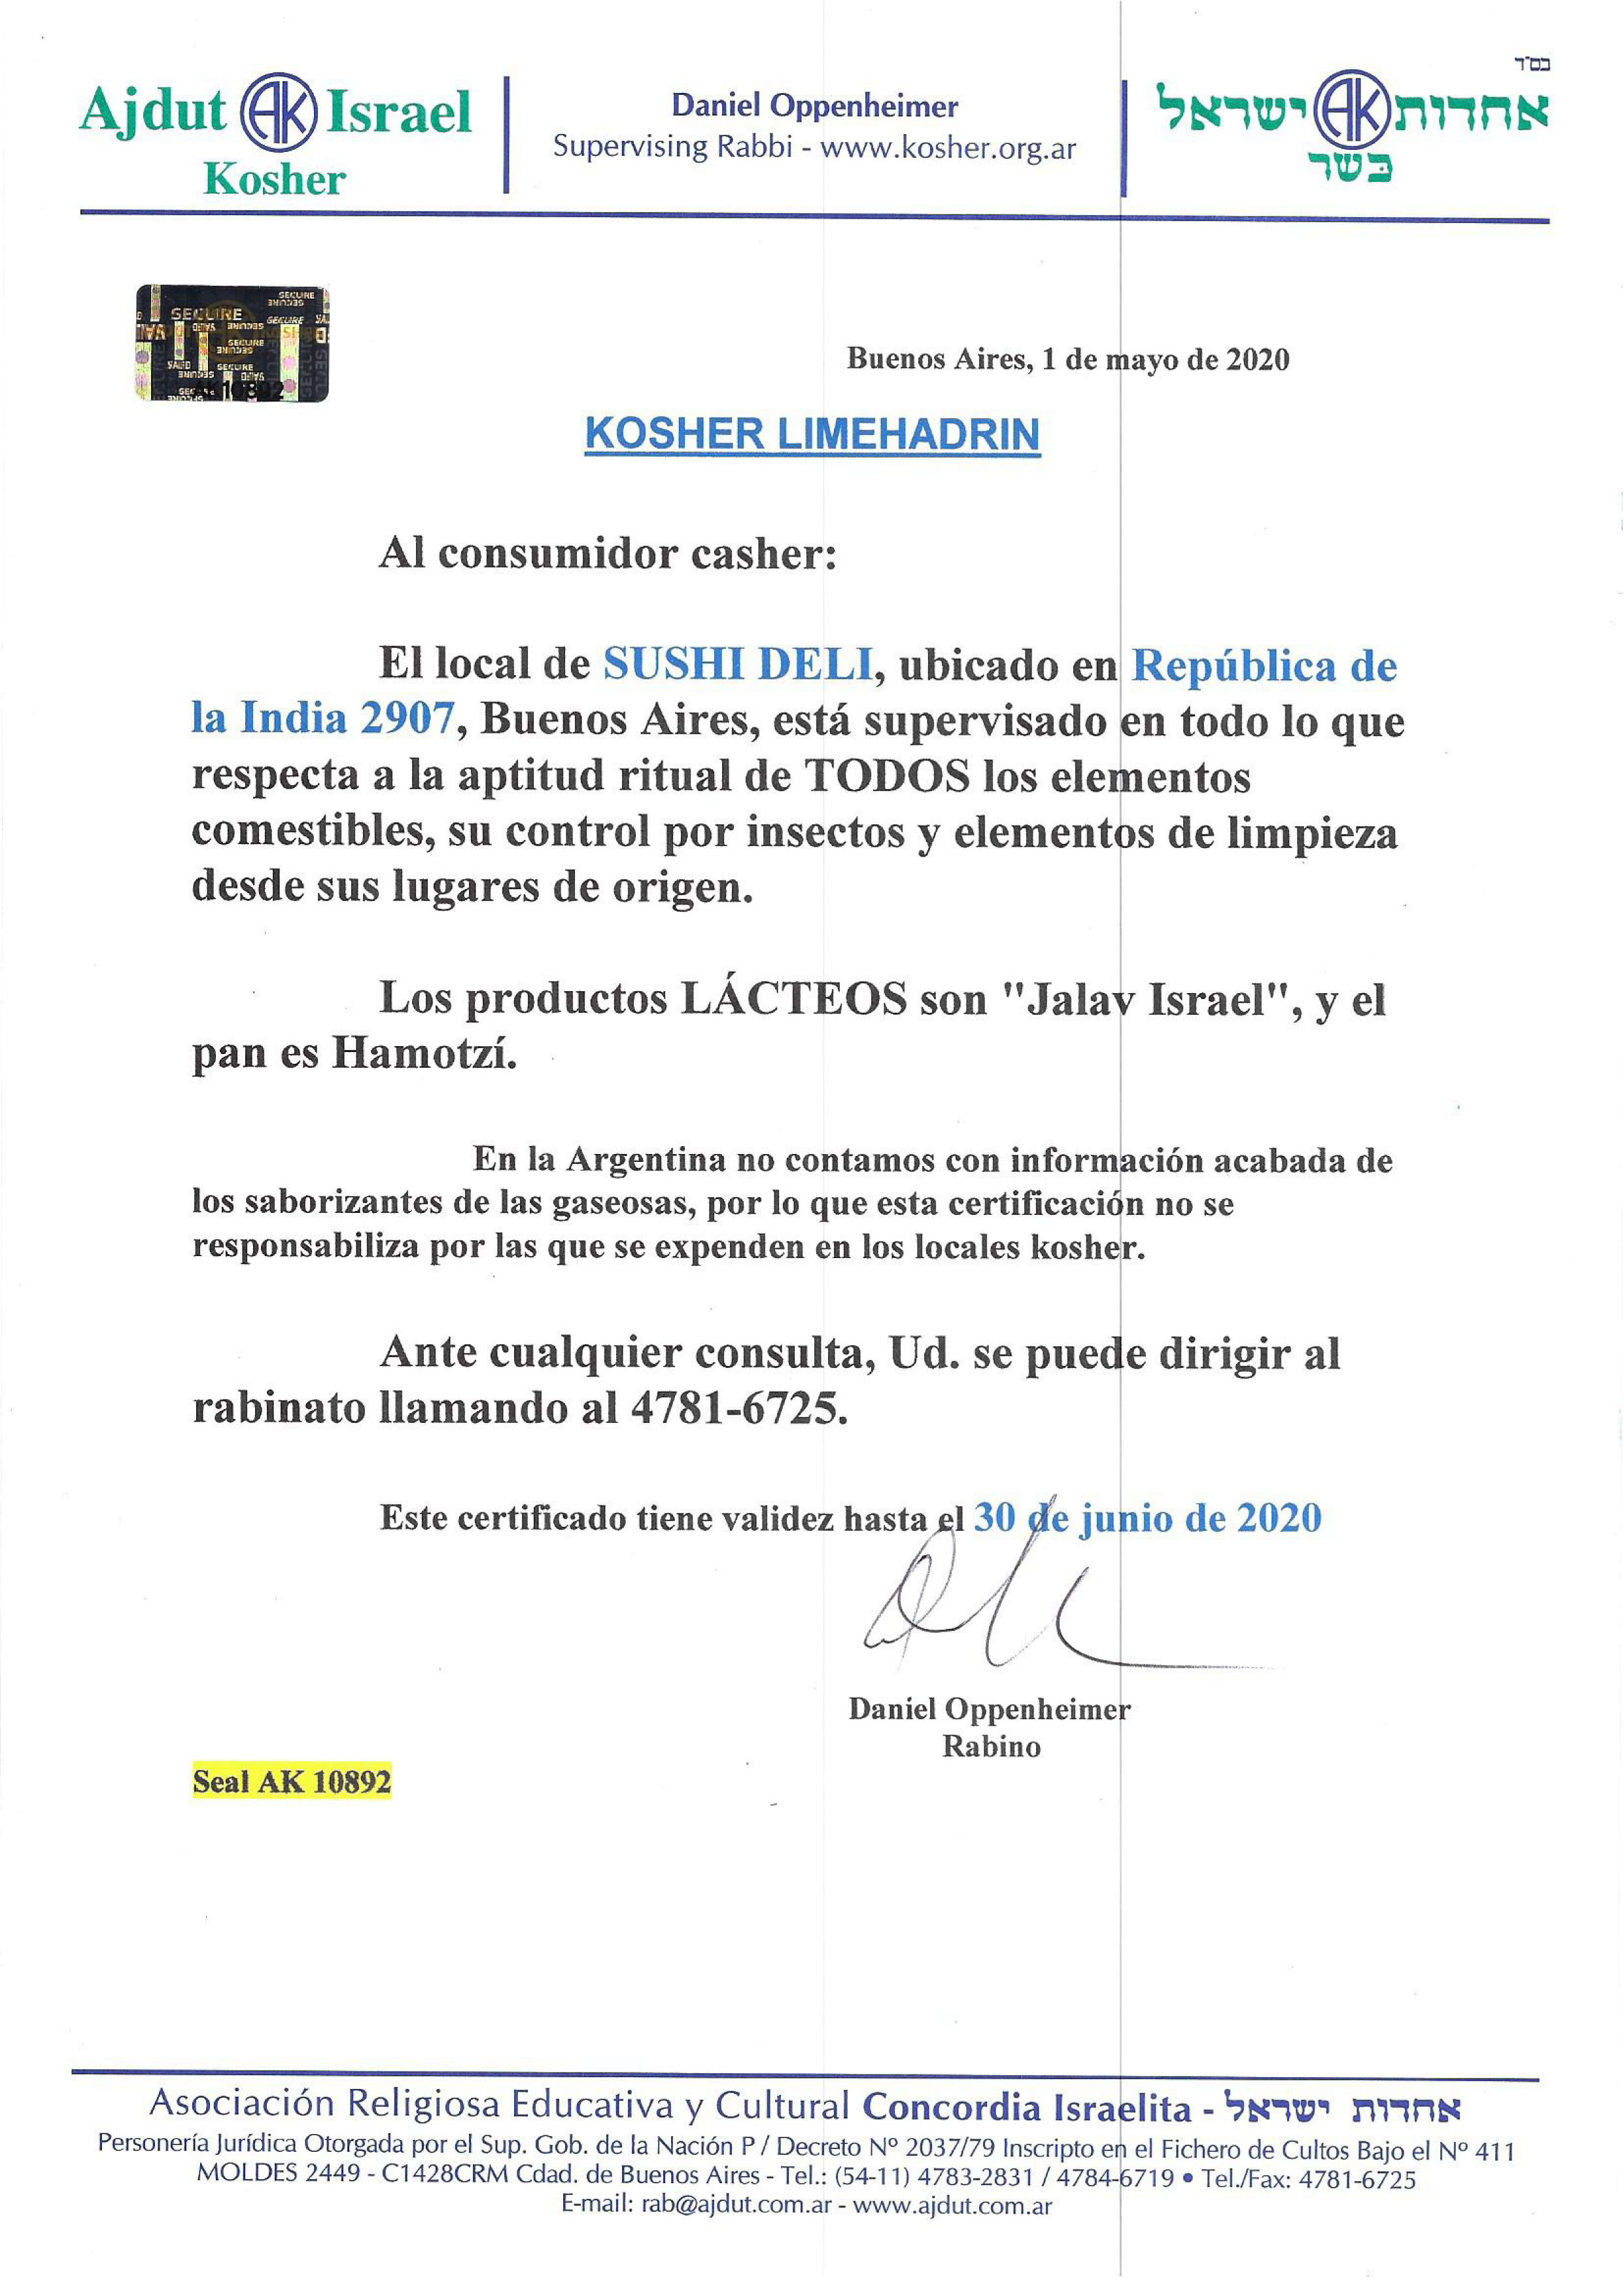 בס"ד
Ajdut AK Israel
Kosher
Daniel Oppenheimer
Supervising Rabbi - www.kosher.org.ar
אחדות AK ישראל
בשר
SECURE
VALID
AK10892
Buenos Aires, 1 de mayo de 2020
KOSHER LIMEHADRIN
Al consumidor casher:
El local de SUSHI DELI, ubicado en República de
la India 2907, Buenos Aires, está supervisado en todo lo que
respecta a la aptitud ritual de TODOS los elementos
comestibles, su control por insectos y elementos de limpieza
desde sus lugares de origen.
Los productos LÁCTEOS son "Jalav Israel", y el
pan es Hamotzí.
En la Argentina no contamos con información acabada de
los saborizantes de las gaseosas, por lo que esta certificación no se
responsabiliza por las que se expenden en los locales kosher.
Ante cualquier consulta, Ud. se puede dirigir al
rabinato llamando al 4781-6725.
Este certificado tiene validez hasta el 30 de junio de 2020
Daniel Oppenheimer
Rabino
Seal AK 10892
Asociación Religiosa Educativa y Cultural Concordia Israelita - אחדות ישראל
Personería Jurídica Otorgada por el Sup. Gob. de la Nación P / Decreto Nº 2037/79 Inscripto en el Fichero de Cultos Bajo el Nº 411
MOLDES 2449 - C1428CRM Cdad. de Buenos Aires - Tel.: (54-11) 4783-2831 / 4784-6719 • Tel./Fax: 4781-6725
E-mail: rab@ajdut.com.ar - www.ajdut.com.ar